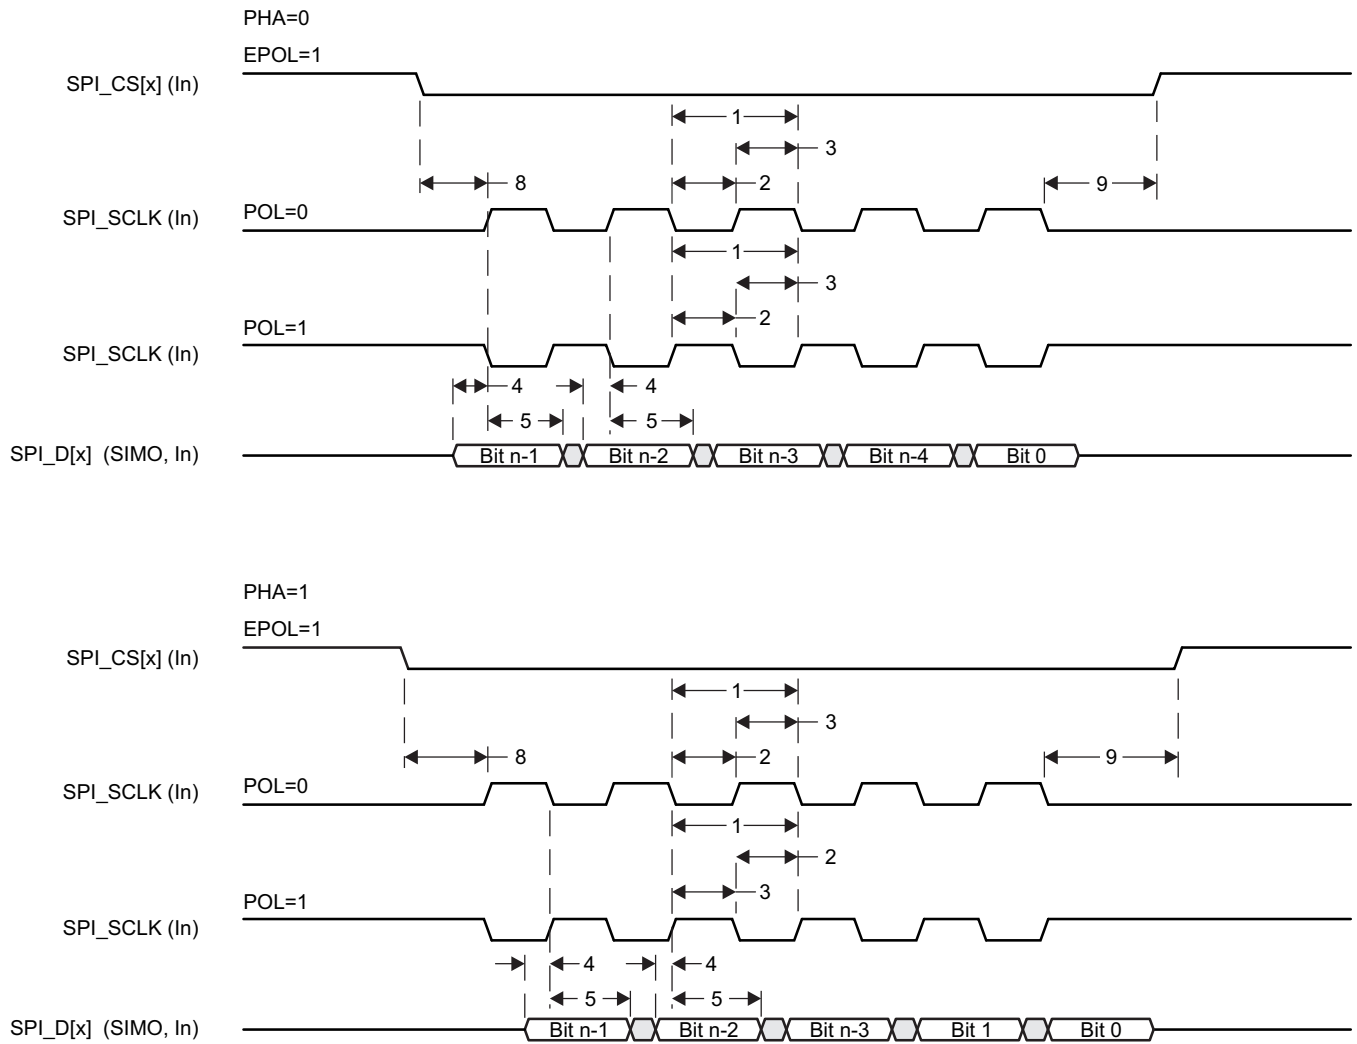 PHA=0
EPOL=1
SPI_CS[x] (In)
1
3
8
2
9
SPI_SCLK (In)
POL=0
1
3
2
POL=1
SPI_SCLK (In)
4
4
5
5
SPI_D[x] (SIMO, In)
Bit n-1
Bit n-2
Bit n-3
Bit n-4
Bit 0
PHA=1
EPOL=1
SPI_CS[x] (In)
1
3
8
2
9
SPI_SCLK (In)
POL=0
1
2
3
POL=1
SPI_SCLK (In)
4
4
5
5
SPI_D[x] (SIMO, In)
Bit n-1
Bit n-2
Bit n-3
Bit 1
Bit 0